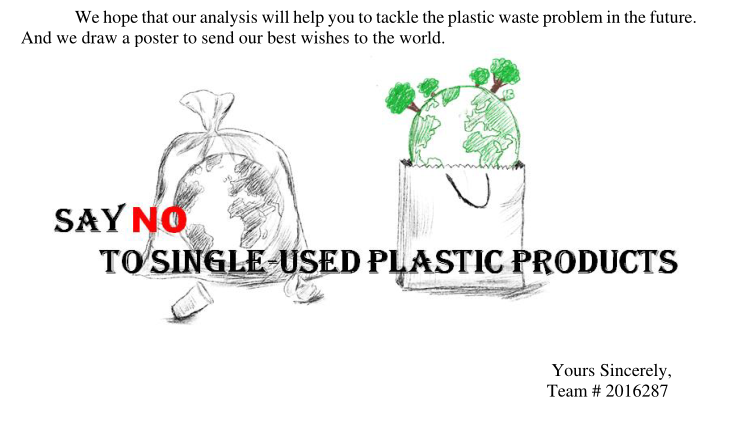 We hope that our analysis will help you to tackle the plastic waste problem in the future.
And we draw a poster to send our best wishes to the world.
SAY NO
TO SINGLE-USED PLASTIC PRODUCTS
Yours Sincerely,
Team # 2016287